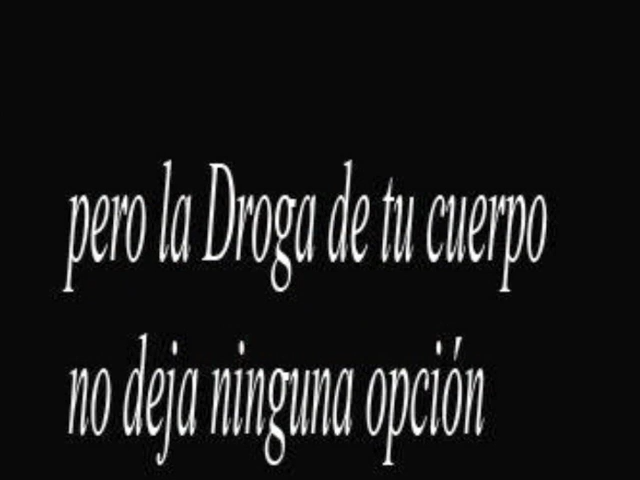 pero la Droga de tu cuerpo
no deja ninguna opción